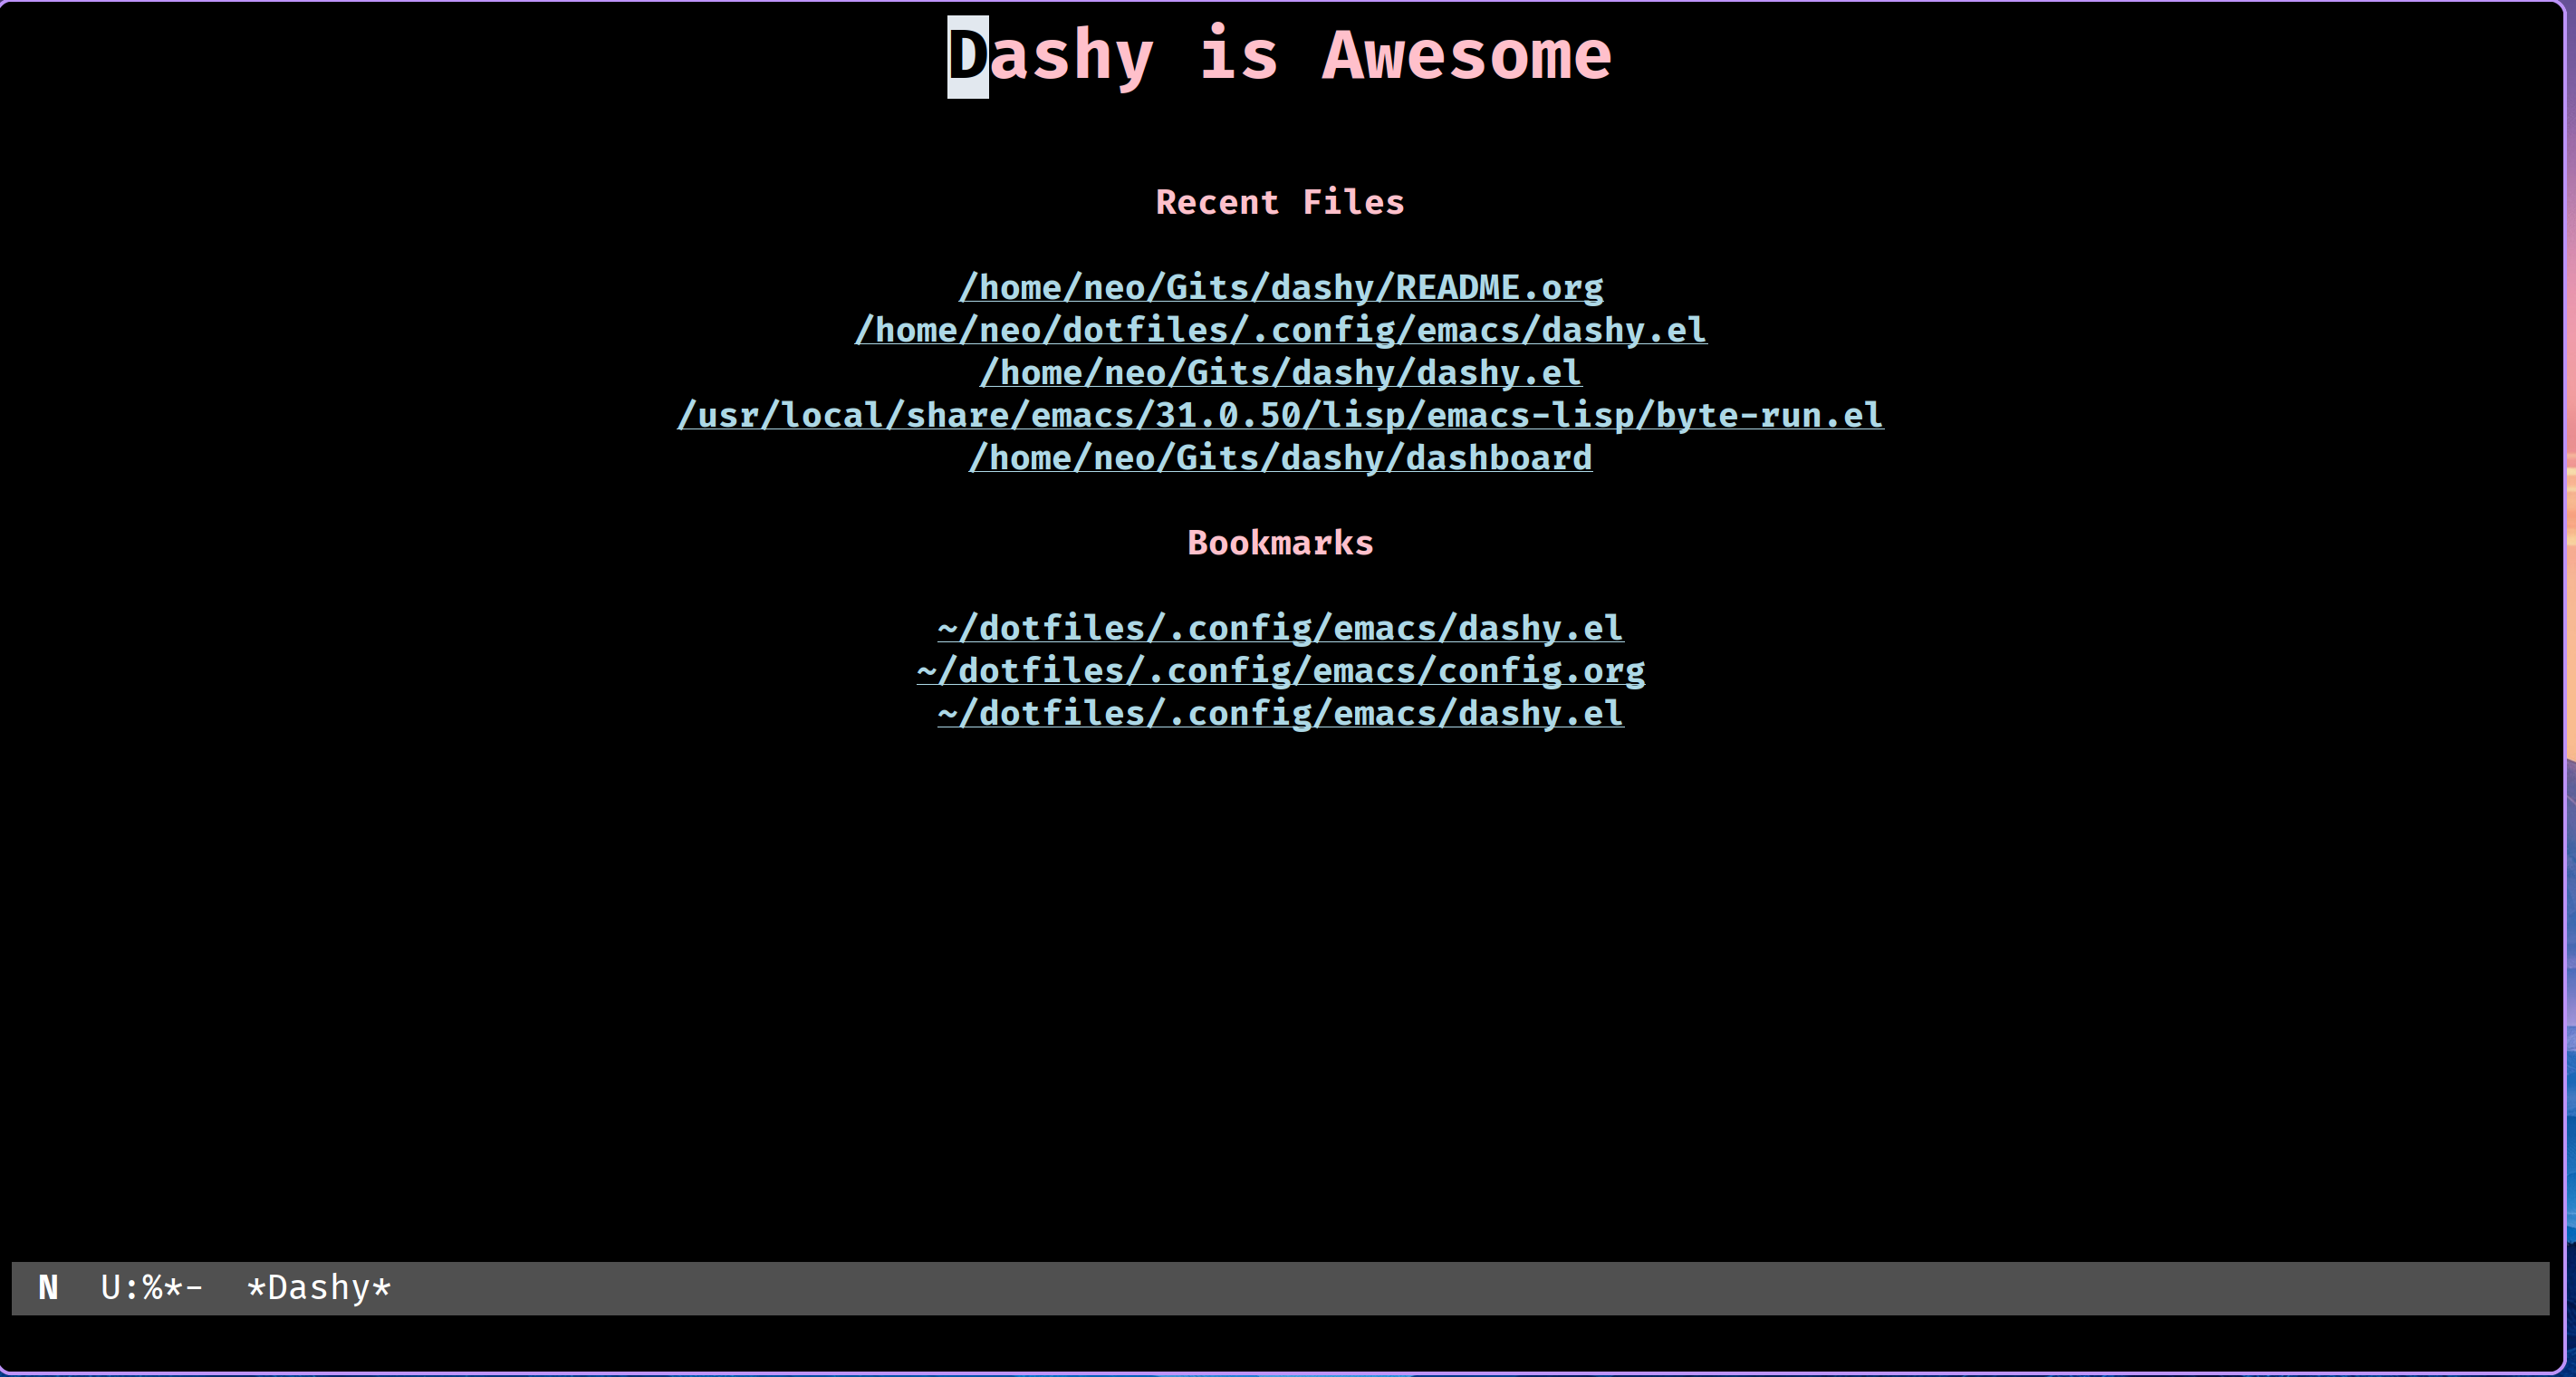 Dashy is Awesome
Recent Files
/home/neo/Gits/dashy/README.org
/home/neo/dotfiles/.config/emacs/dashy.el
/home/neo/Gits/dashy/dashy.el
/usr/local/share/emacs/31.0.50/lisp/emacs-lisp/byte-run.el
/home/neo/Gits/dashy/dashboard
Bookmarks
~/dotfiles/.config/emacs/dashy.el
~/dotfiles/.config/emacs/config.org
~/dotfiles/.config/emacs/dashy.el
N  U:%*-  *Dashy*